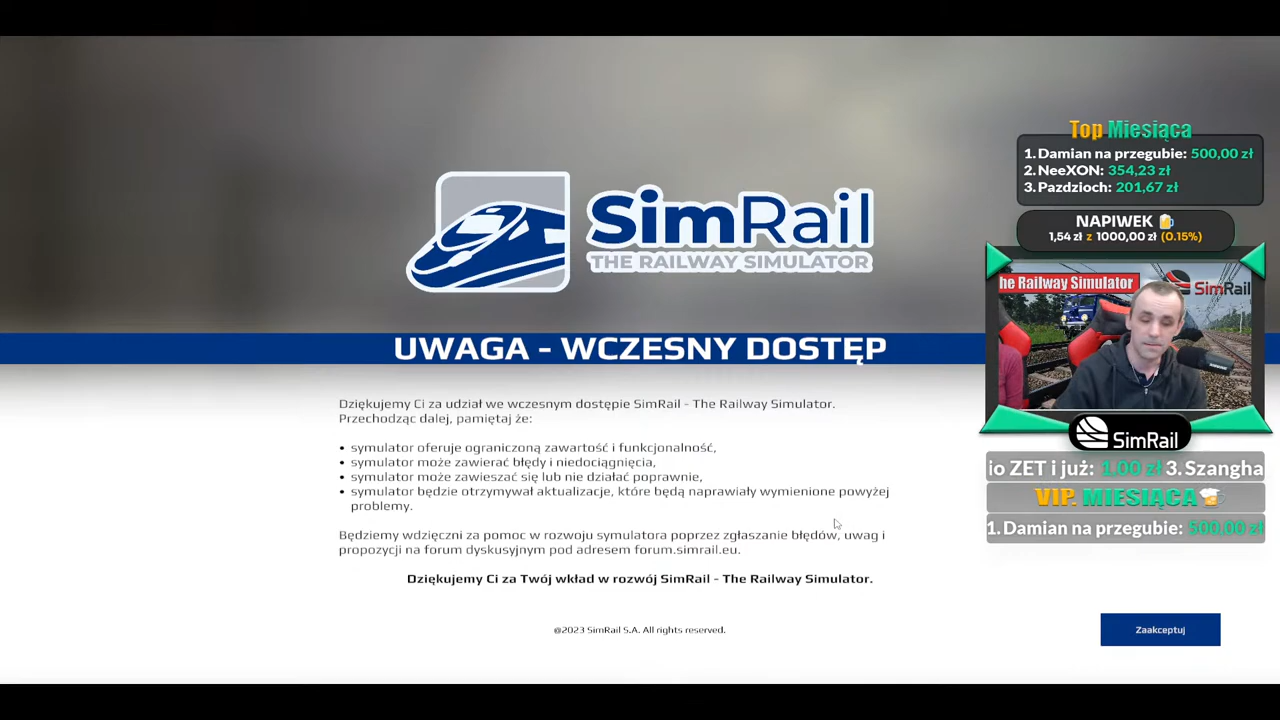 SimRail
THE RAILWAY SIMULATOR
UWAGA - WCZESNY DOSTĘP
Dziękujemy Ci za udział we wczesnym dostępie SimRail - The Railway Simulator.
Przechodząc dalej, pamiętaj że:
• symulator oferuje ograniczoną zawartość i funkcjonalność,
• symulator może zawierać błędy i niedociągnięcia,
• symulator może zawieszać się lub nie działać poprawnie,
• symulator będzie otrzymywał aktualizacje, które będą naprawiały wymienione powyżej
problemy.
Będziemy wdzięczni za pomoc w rozwoju symulatora poprzez zgłaszanie błędów, uwag i
propozycji na forum dyskusyjnym pod adresem forum.simrail.eu.
Dziękujemy Ci za Twój wkład w rozwój SimRail - The Railway Simulator.
@2023 SimRail S.A. All rights reserved.
Zaakceptuj
Top Miesiąca
1. Damian na przegubie: 500,00 zł
2. NeeXON: 354,23 zł
3. Pazdzioch: 201,67 zł
NAPIWEK 🍺
1,54 zł z 1000,00 zł (0.15%)
he Railway Simulator
SimRail
SimRail
io ZET i już: 1.00 zł 3. Szangha
VIP. MIESIĄCA🍻
1. Damian na przegubie: 500.00 zł